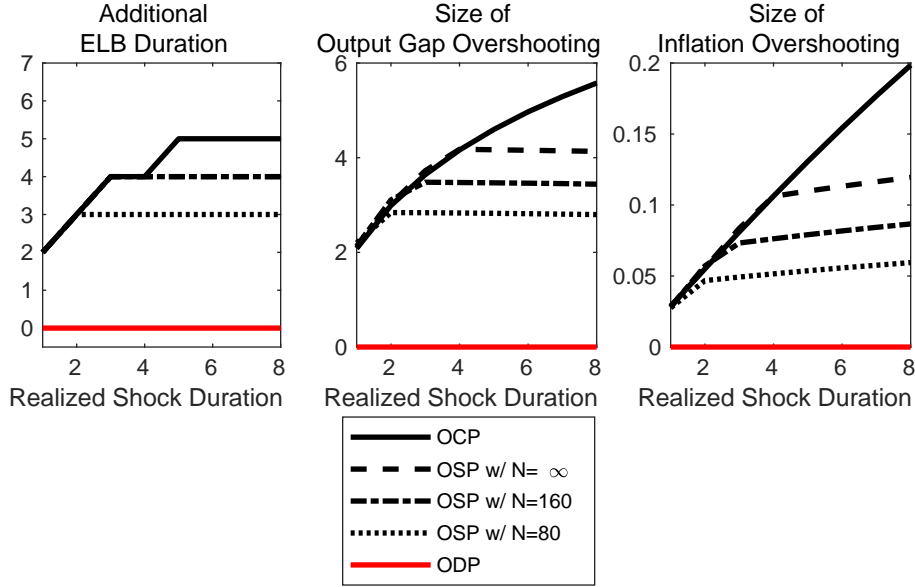 Additional
ELB Duration
7
6
5
4
3
2
1
0
2 4 6 8
Realized Shock Duration
Size of
Output Gap Overshooting
6
4
2
0
2 4 6 8
Realized Shock Duration
Size of
Inflation Overshooting
0.2
0.15
0.1
0.05
0
2 4 6 8
Realized Shock Duration
OCP
OSP w/ N= ∞
OSP w/ N=160
OSP w/ N=80
ODP